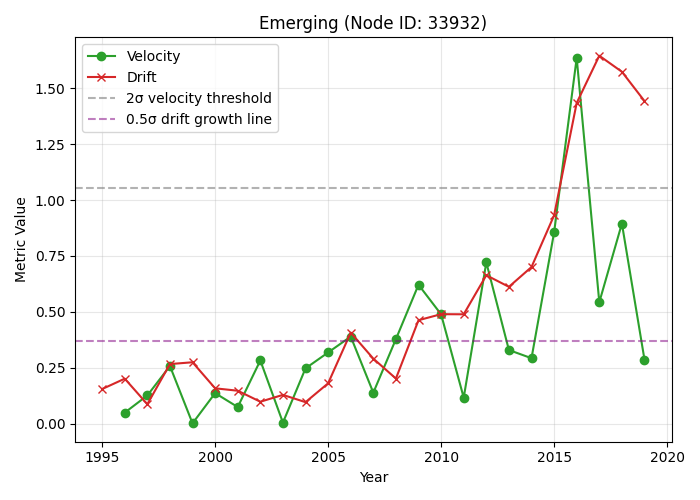 Emerging (Node ID: 33932)
Velocity
Drift
2σ velocity threshold
0.5σ drift growth line
Metric Value
1.50
1.25
1.00
0.75
0.50
0.25
0.00
1995 2000 2005 2010 2015 2020
Year